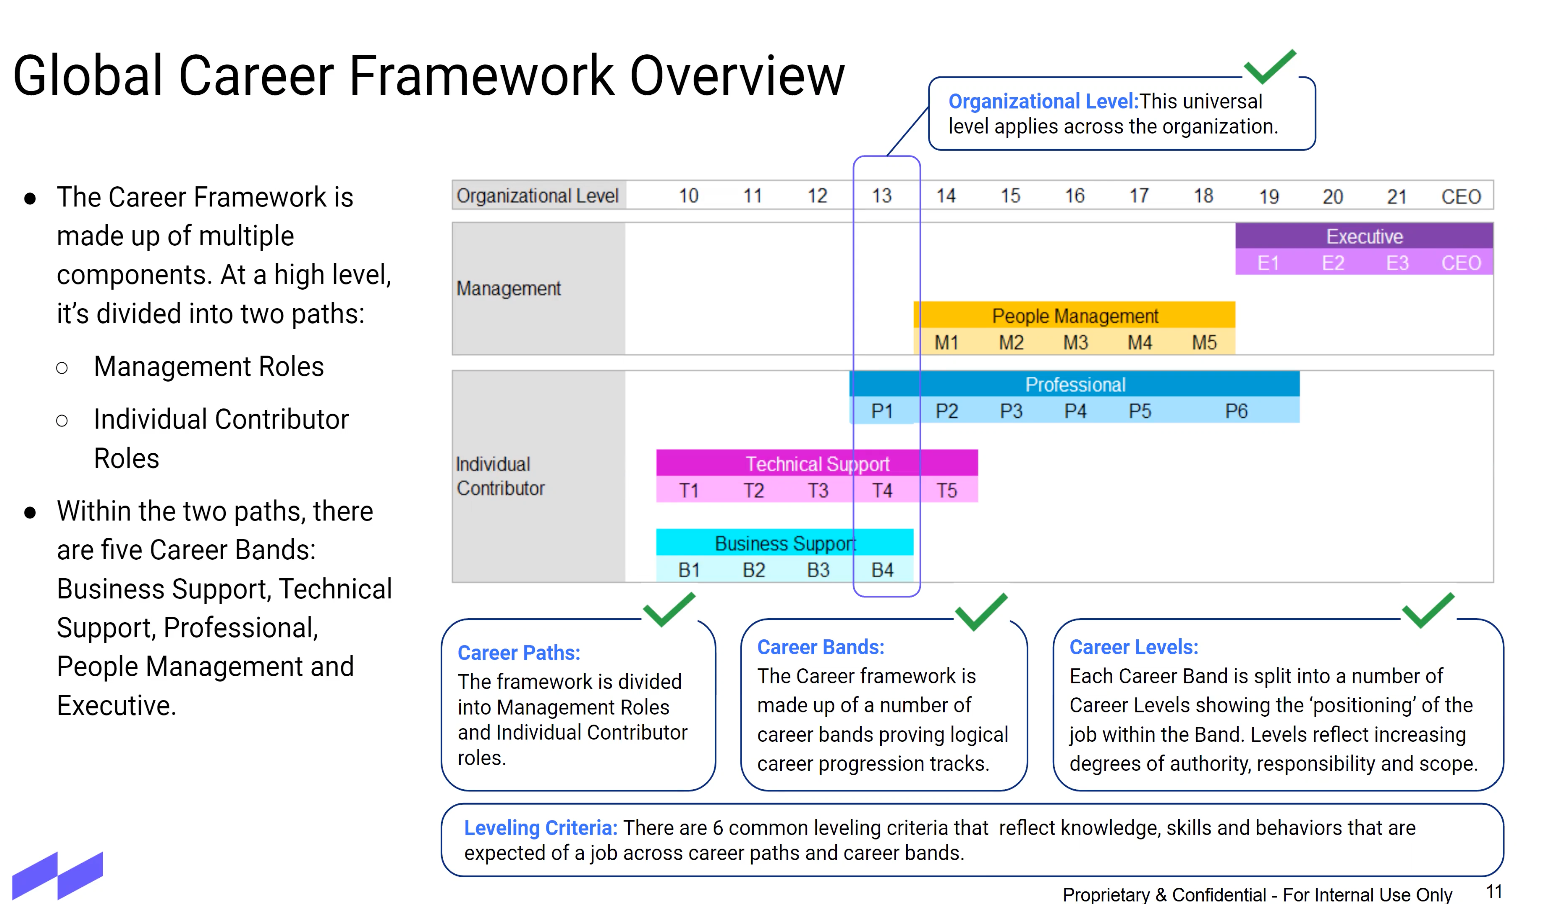 Global Career Framework Overview
Organizational Level:This universal
level applies across the organization.
● The Career Framework is
made up of multiple
components. At a high level,
it’s divided into two paths:
○ Management Roles
○ Individual Contributor
Roles
● Within the two paths, there
are five Career Bands:
Business Support, Technical
Support, Professional,
People Management and
Executive.
Organizational Level 10 11 12 13 14 15 16 17 18 19 20 21 CEO
Management
Executive
E1 E2 E3 CEO
People Management
M1 M2 M3 M4 M5
Individual
Contributor
Professional
P1 P2 P3 P4 P5 P6
Technical Support
T1 T2 T3 T4 T5
Business Support
B1 B2 B3 B4
Career Paths:
The framework is divided
into Management Roles
and Individual Contributor
roles.
Career Bands:
The Career framework is
made up of a number of
career bands proving logical
career progression tracks.
Career Levels:
Each Career Band is split into a number of
Career Levels showing the ‘positioning’ of the
job within the Band. Levels reflect increasing
degrees of authority, responsibility and scope.
Leveling Criteria: There are 6 common leveling criteria that  reflect knowledge, skills and behaviors that are
expected of a job across career paths and career bands.
Proprietary & Confidential - For Internal Use Only 11